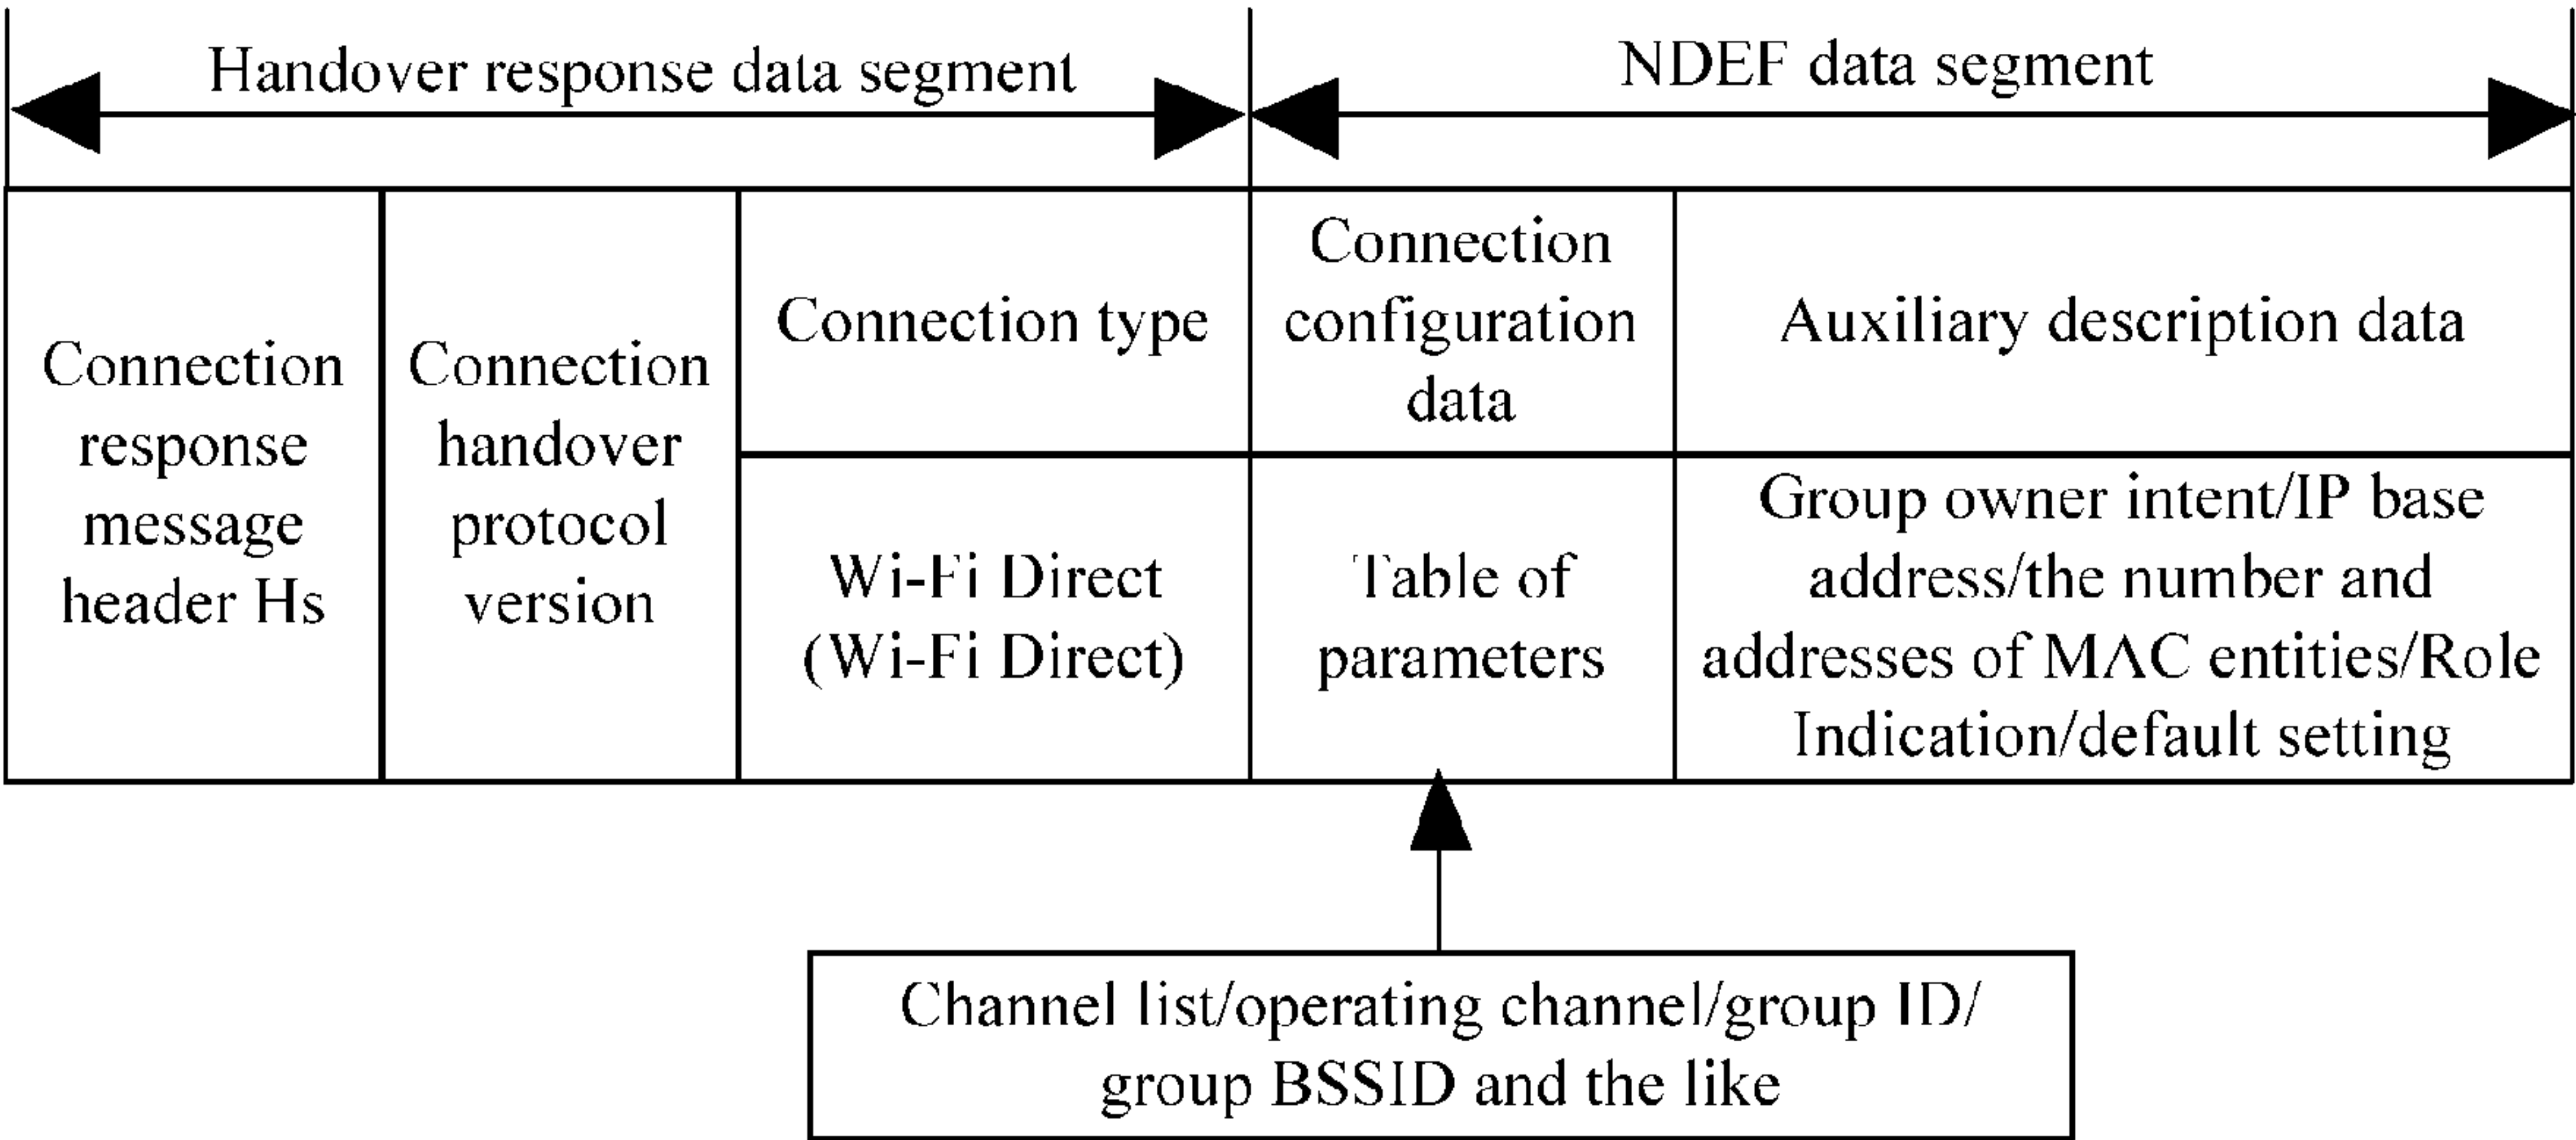 Handover response data segment
NDEF data segment
Connection
response
message
header Hs
Connection
handover
protocol
version
Connection type
Wi-Fi Direct
(Wi-Fi Direct)
Connection
configuration
data
Table of
parameters
Auxiliary description data
Group owner intent/IP base
address/the number and
addresses of MAC entities/Role
Indication/default setting
Channel list/operating channel/group ID/
group BSSID and the like